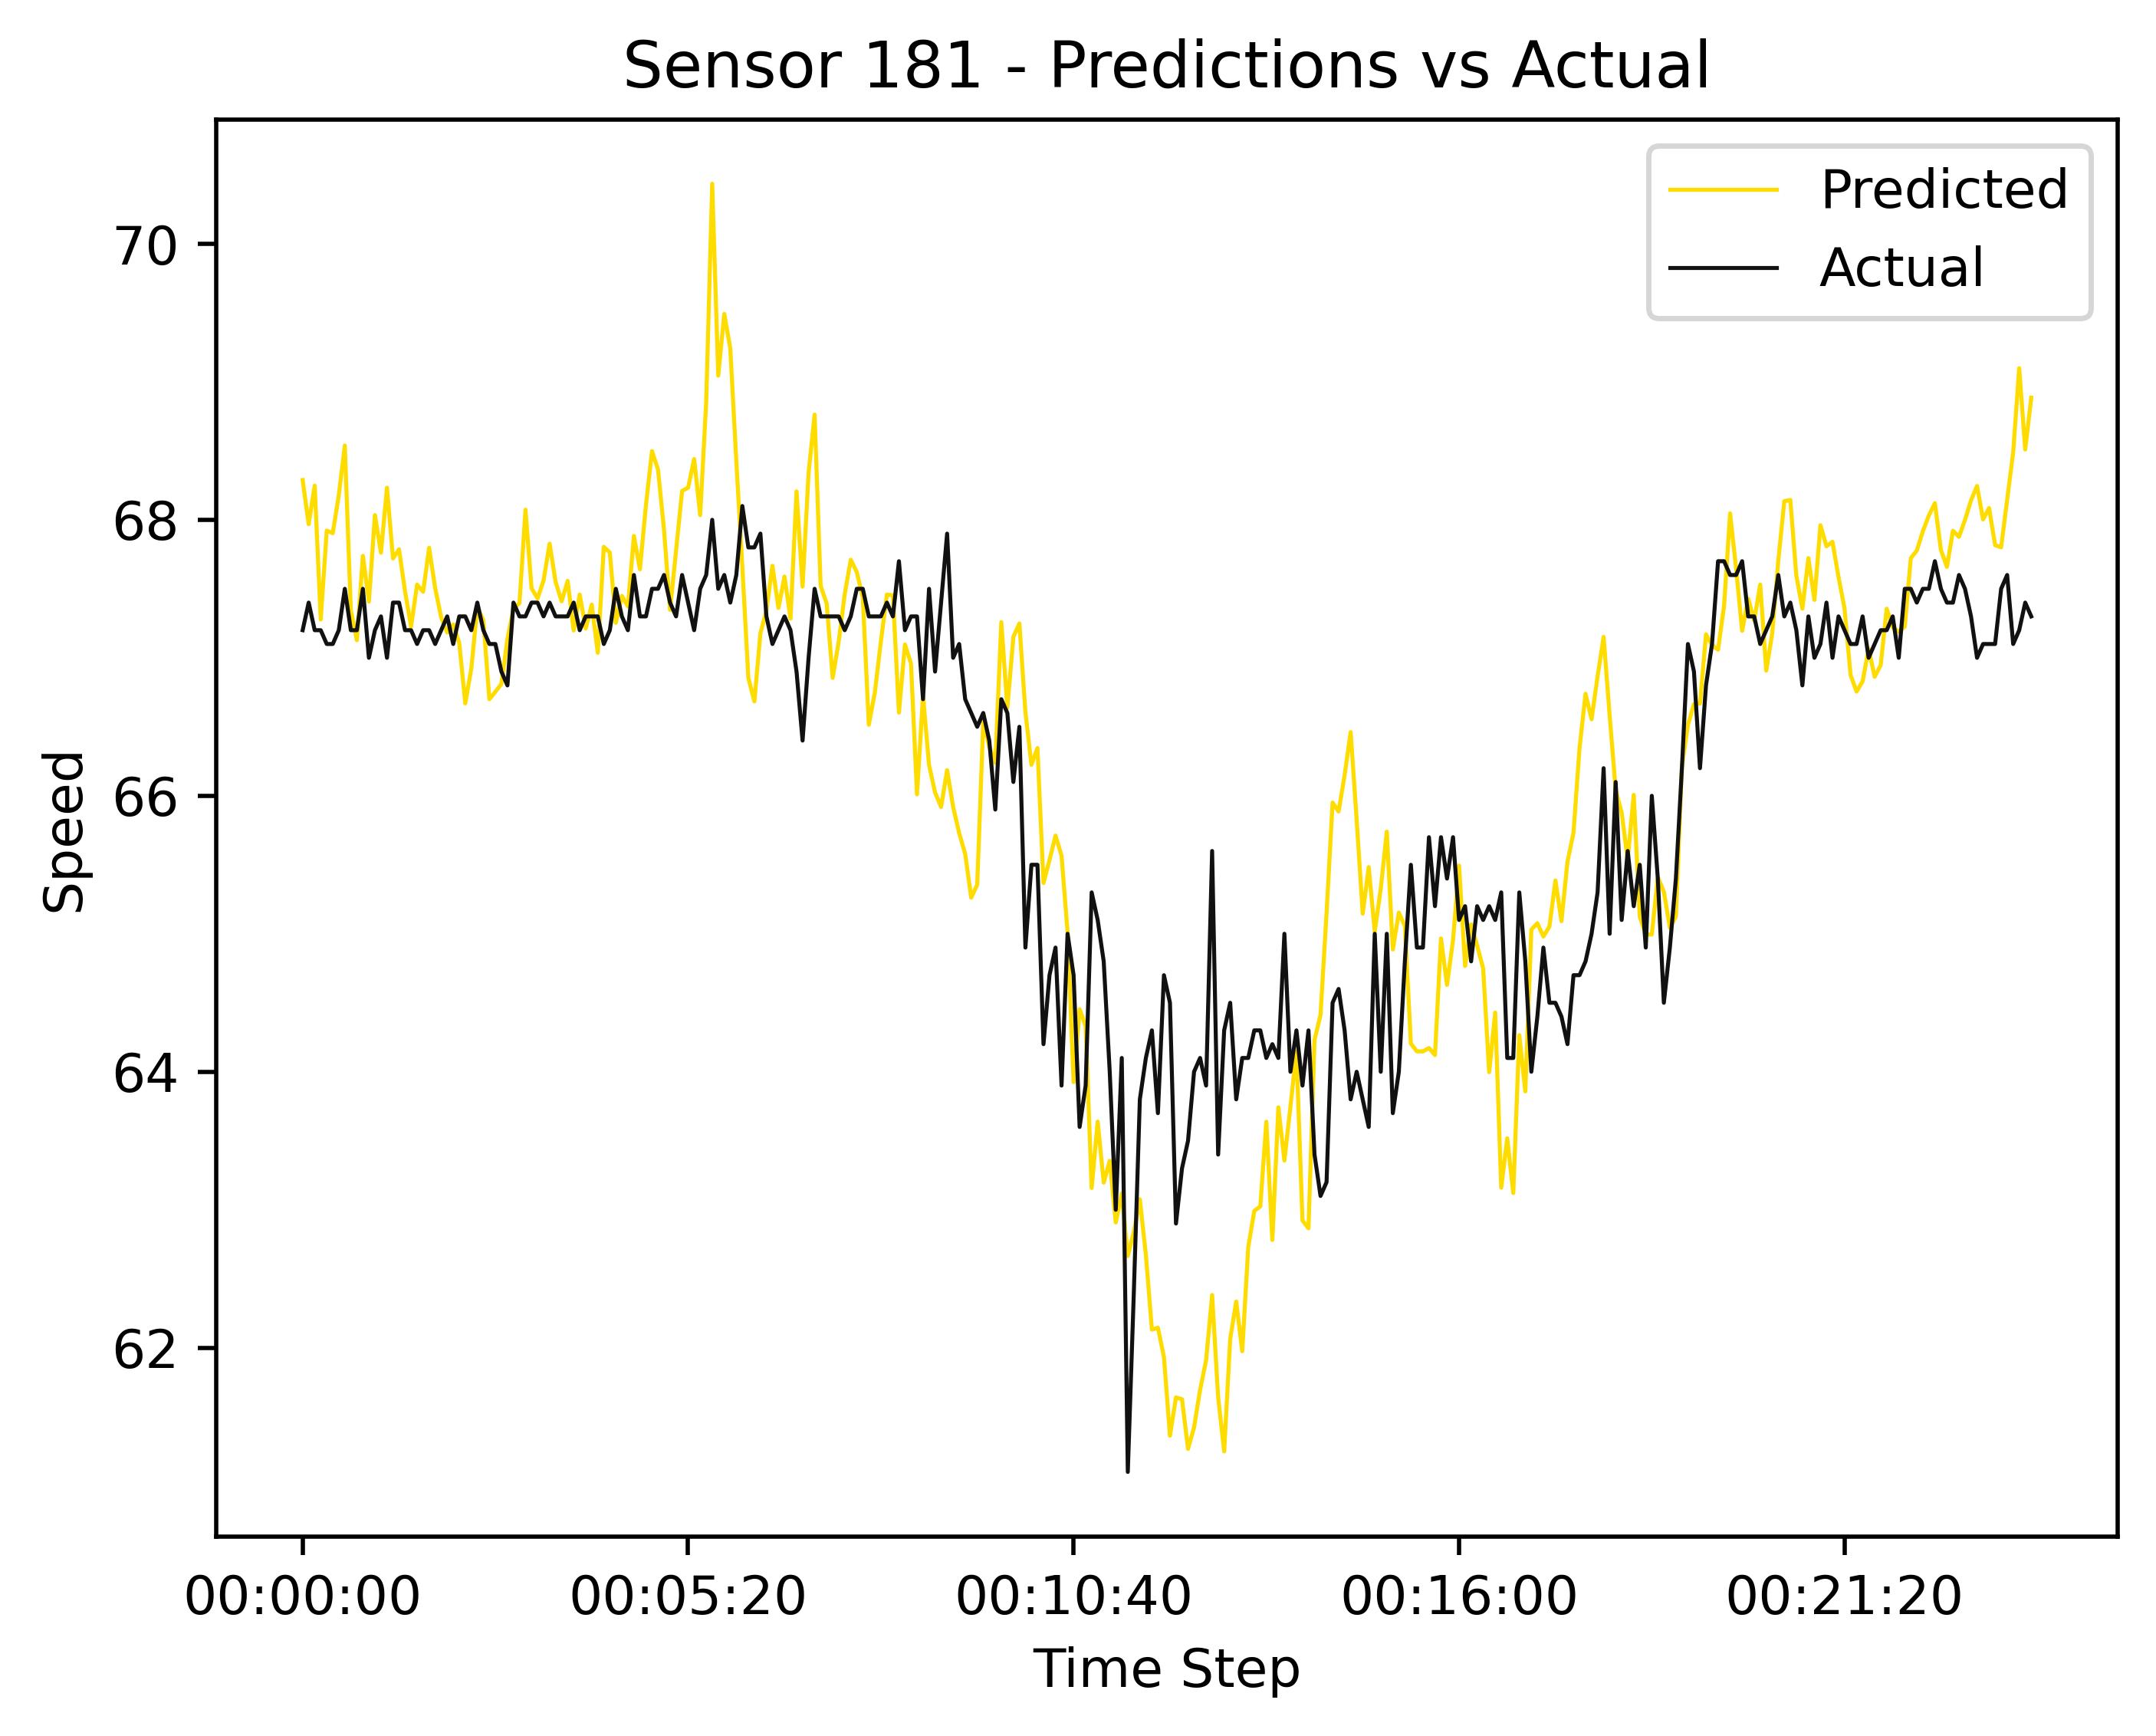 Sensor 181 - Predictions vs Actual
Predicted
Actual
70
68
66
64
62
Speed
00:00:00 00:05:20 00:10:40 00:16:00 00:21:20
Time Step